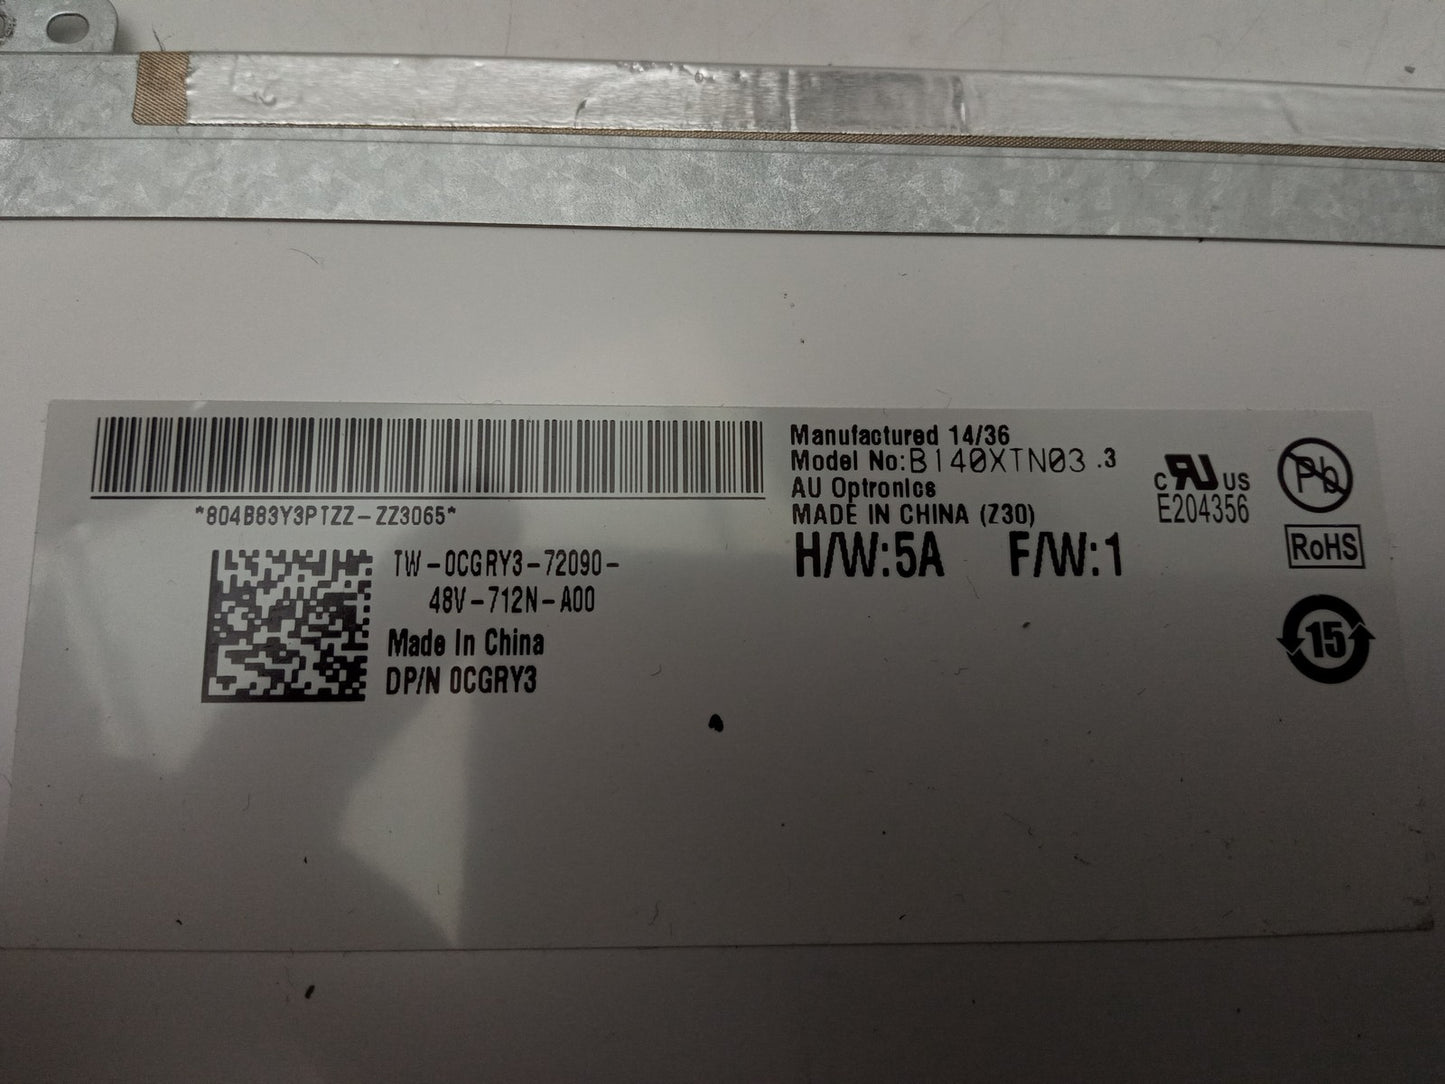 Manufactured 14/36
Model No:B140XTN03 .3
AU Optronics
MADE IN CHINA (Z30)
H/W:5A F/W:1
*804B83Y3PTZZ-ZZ3065*
TW-0CGRY3-72090-
48V-712N-A00
Made In China
DP/N 0CGRY3
c RU US
E204356
Pb
RoHS
15